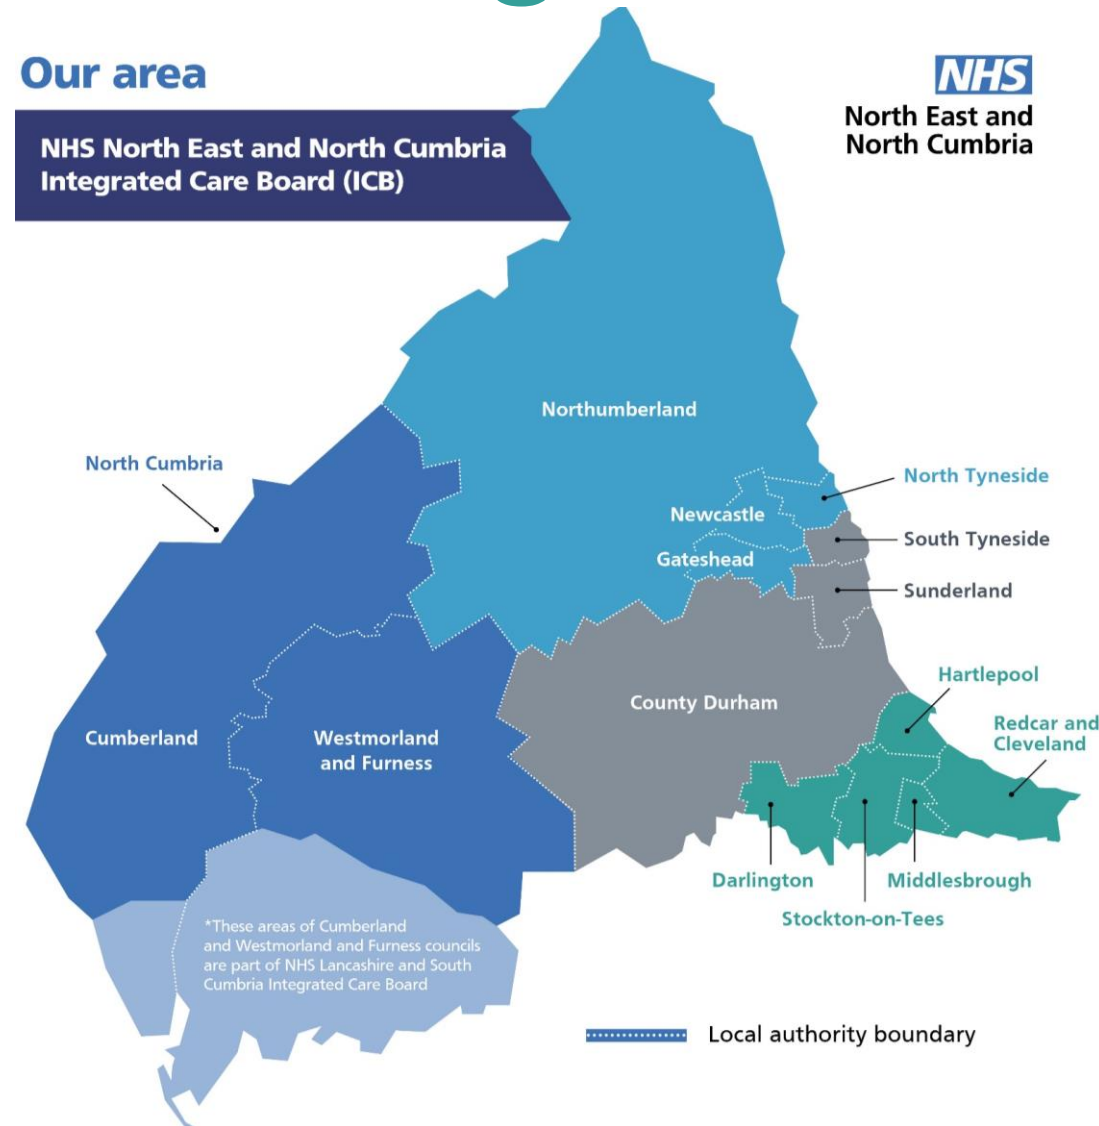 Our area
NHS
North East and
North Cumbria
NHS North East and North Cumbria
Integrated Care Board (ICB)
Northumberland
North Cumbria
North Tyneside
Newcastle
South Tyneside
Gateshead
Sunderland
Hartlepool
County Durham
Redcar and
Cleveland
Cumberland
Westmorland
and Furness
Darlington
Middlesbrough
Stockton-on-Tees
*These areas of Cumberland
and Westmorland and Furness councils
are part of NHS Lancashire and South
Cumbria Integrated Care Board
Local authority boundary